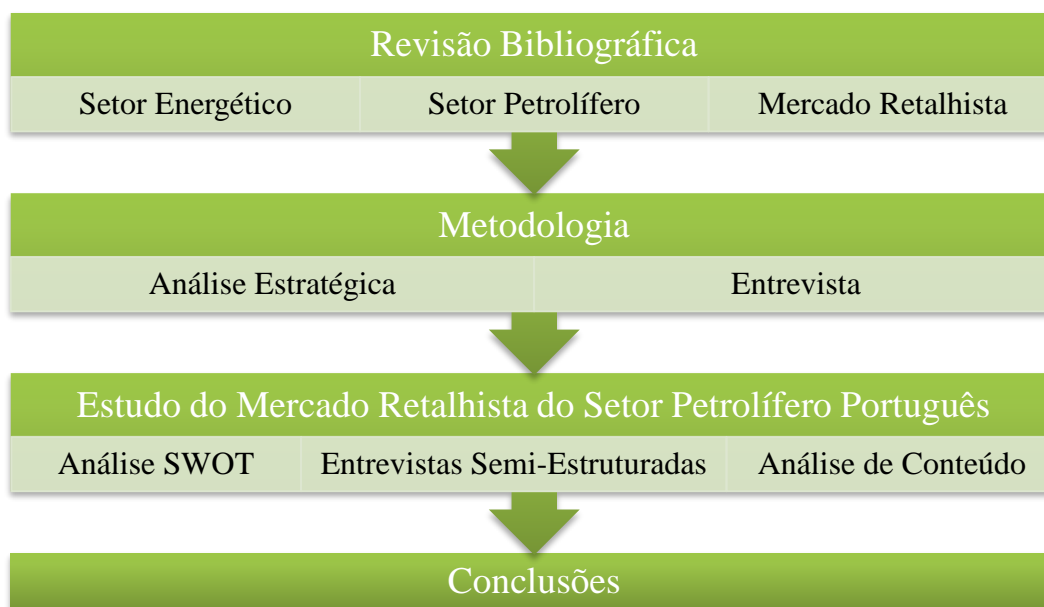 Revisão Bibliográfica
Setor Energético Setor Petrolífero Mercado Retalhista
Metodologia
Análise Estratégica Entrevista
Estudo do Mercado Retalhista do Setor Petrolífero Português
Análise SWOT Entrevistas Semi-Estruturadas Análise de Conteúdo
Conclusões